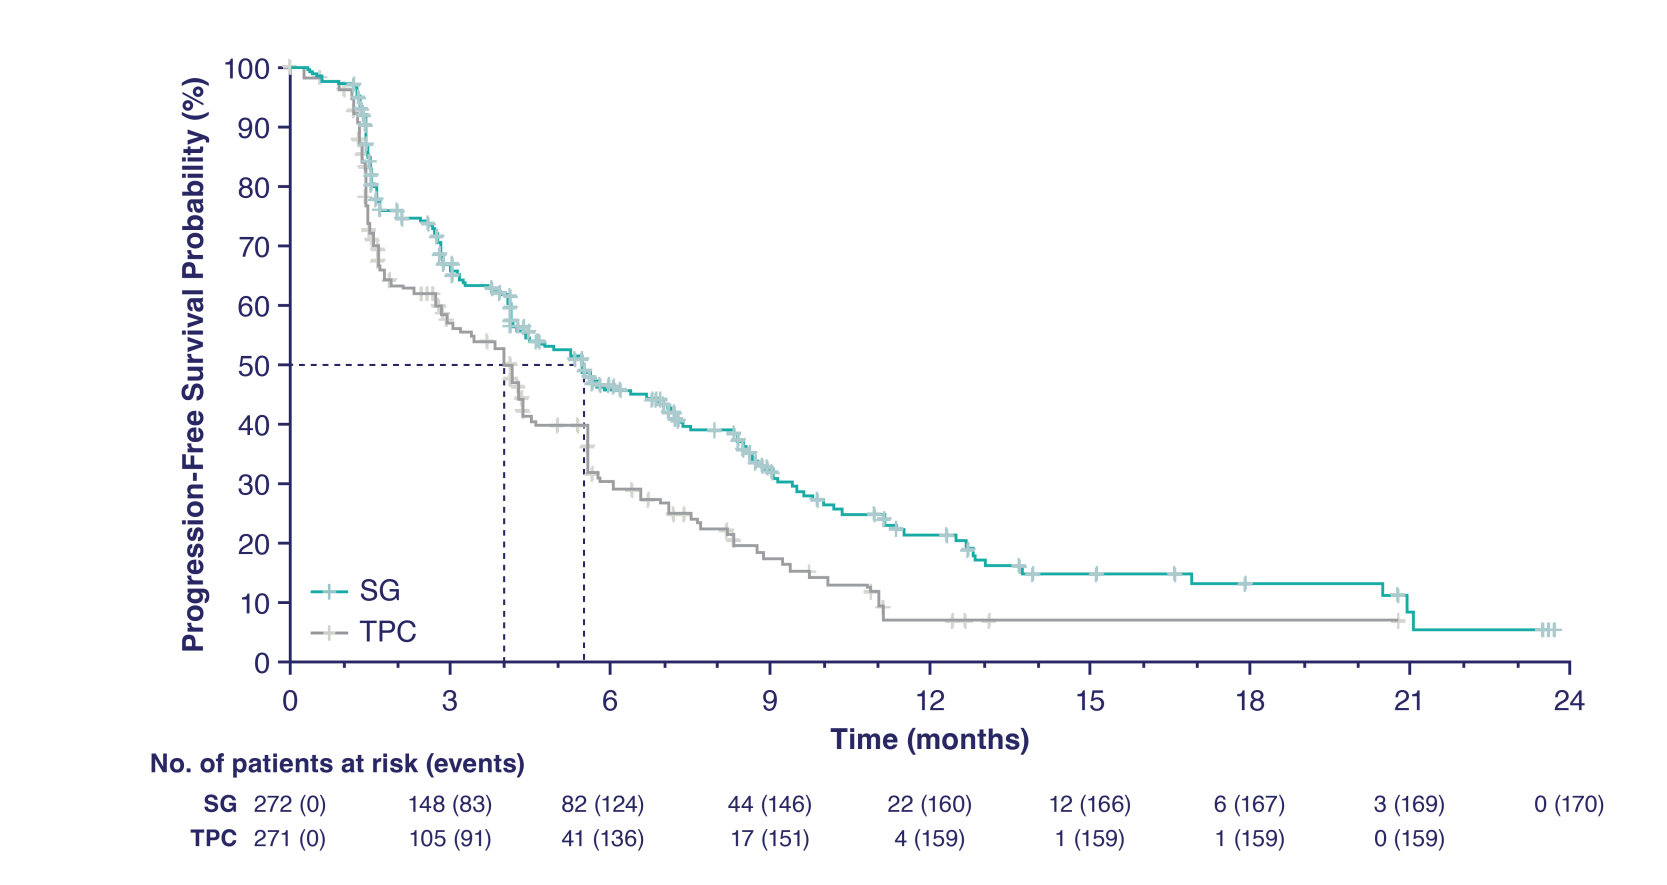 Progression-Free Survival Probability (%)
100
90
80
70
60
50
40
30
20
10
0
SG
TPC
0 3 6 9 12 15 18 21 24
Time (months)
No. of patients at risk (events)
SG 272 (0) 148 (83) 82 (124) 44 (146) 22 (160) 12 (166) 6 (167) 3 (169) 0 (170)
TPC 271 (0) 105 (91) 41 (136) 17 (151) 4 (159) 1 (159) 1 (159) 0 (159)